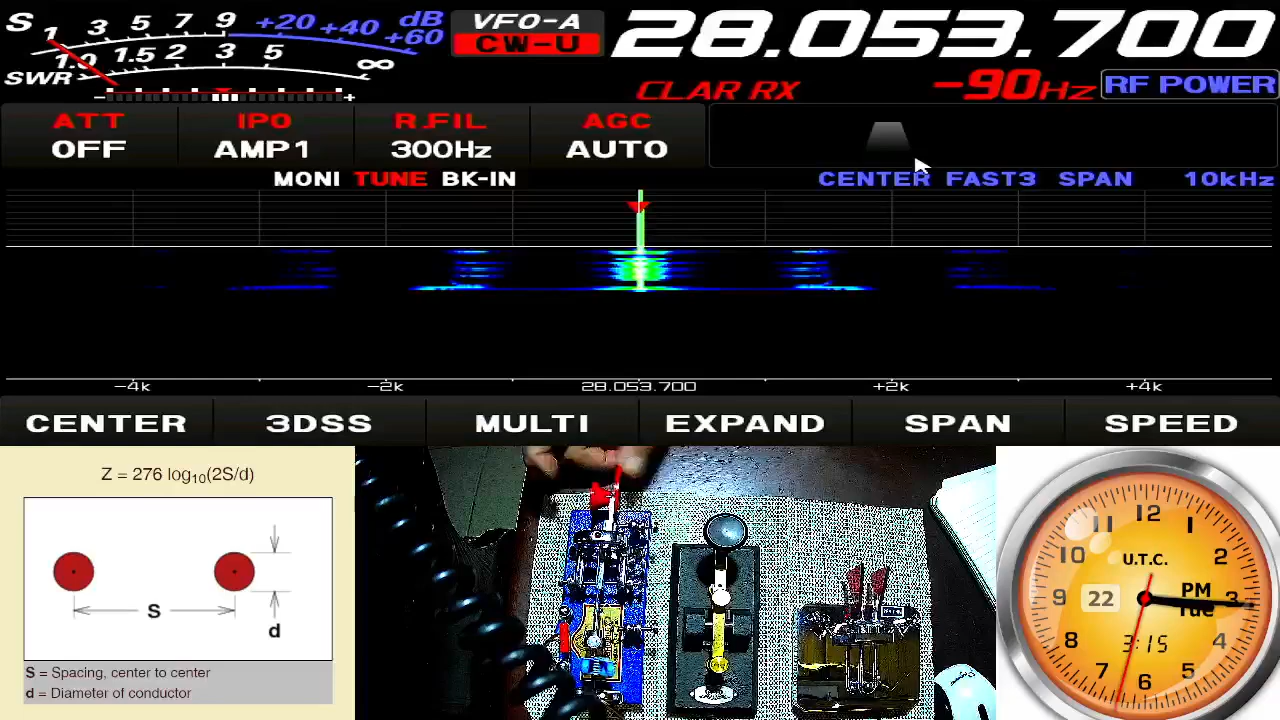 S 1 3 5 7 9 +20 +40 +60 dB
1.0 1.5 2 3 5 ∞
SWR
− +
VFO-A
CW-U
28.053.700
CLAR RX -90Hz RF POWER
ATT IPO R.FIL AGC
OFF AMP1 300Hz AUTO
MONI TUNE BK-IN CENTER FAST3 SPAN 10kHz
-4k -2k 28.053.700 +2k +4k
CENTER 3DSS MULTI EXPAND SPAN SPEED
Z = 276 log10(2S/d)
S
d
S = Spacing, center to center
d = Diameter of conductor
12
11 1
10 2
U.T.C.
9 22 PM 3
Tue
8 3:15 4
7 5
6